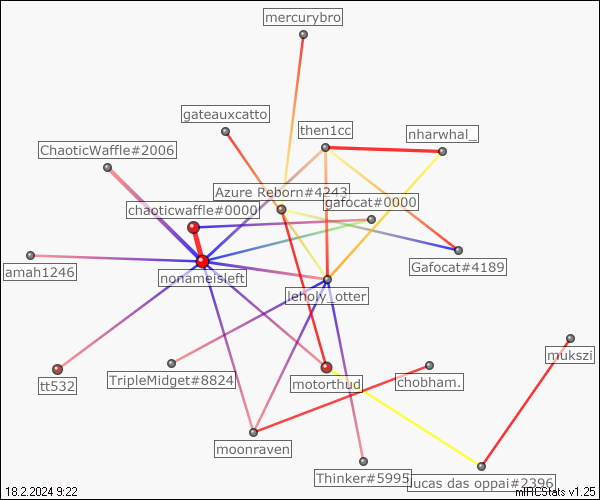 mercurybro
gateauxcatto
then1cc
nharwhal_
ChaoticWaffle#2006
Azure Reborn#4243
gafocat#0000
chaoticwaffle#0000
amah1246
nonameisleft
Gafocat#4189
leholy_otter
mukszi
tt532
TripleMidget#8824
motorthud
chobham.
moonraven
Thinker#5995
lucas das oppai#2396
18.2.2024 9:22
mIRCStats v1.25